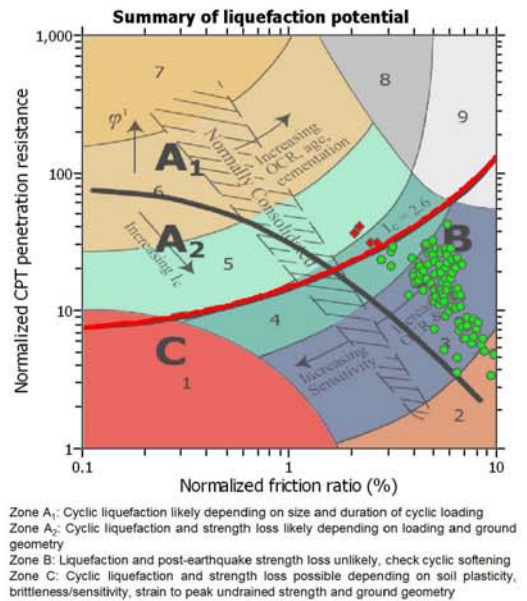 Summary of liquefaction potential
1,000
7
8
9
φ'
A1
Normally Consolidated
Increasing
OCR, age,
cementation
100
6
A2
Increasing Ic
Ic = 2.6
B
5
10
4
C
1
Increasing
Sensitivity
3
2
1
0.1
1
10
Normalized CPT penetration resistance
Normalized friction ratio (%)
Zone A1: Cyclic liquefaction likely depending on size and duration of cyclic loading
Zone A2: Cyclic liquefaction and strength loss likely depending on loading and ground
geometry
Zone B: Liquefaction and post-earthquake strength loss unlikely, check cyclic softening
Zone C: Cyclic liquefaction and strength loss possible depending on soil plasticity,
brittleness/sensitivity, strain to peak undrained strength and ground geometry